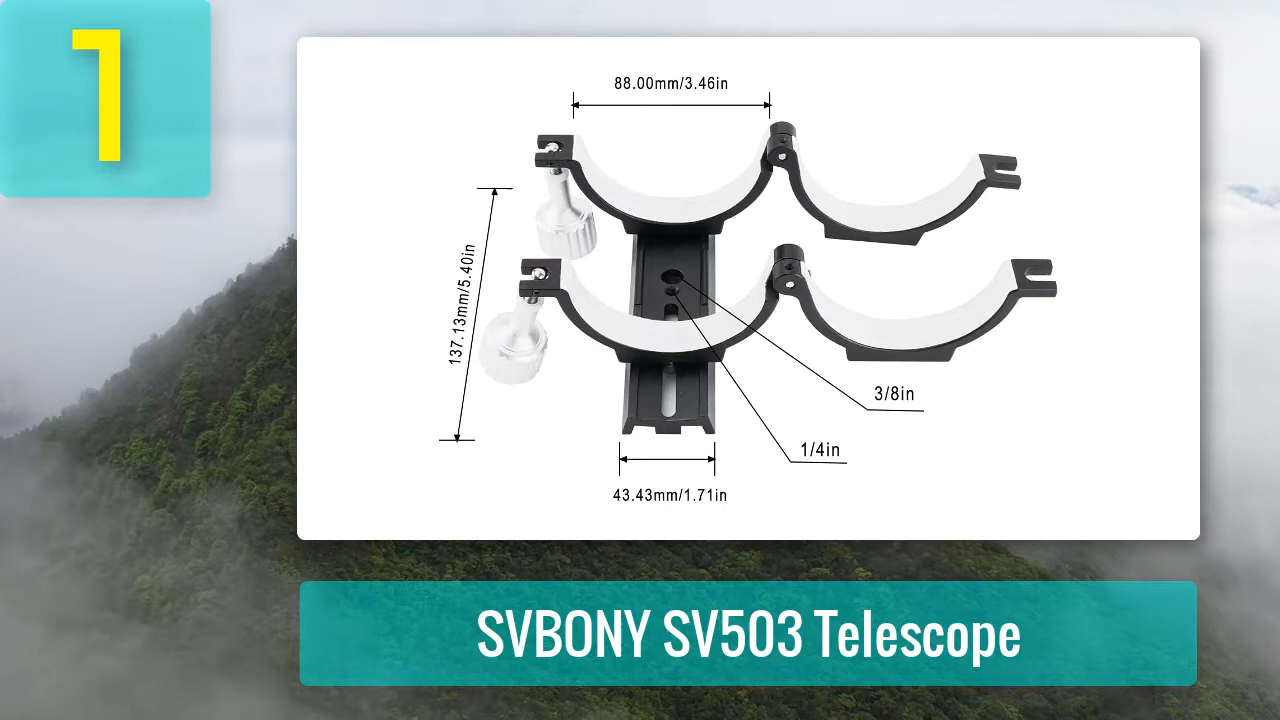 1
88.00mm/3.46in
137.13mm/5.40in
3/8in
1/4in
43.43mm/1.71in
SVBONY SV503 Telescope